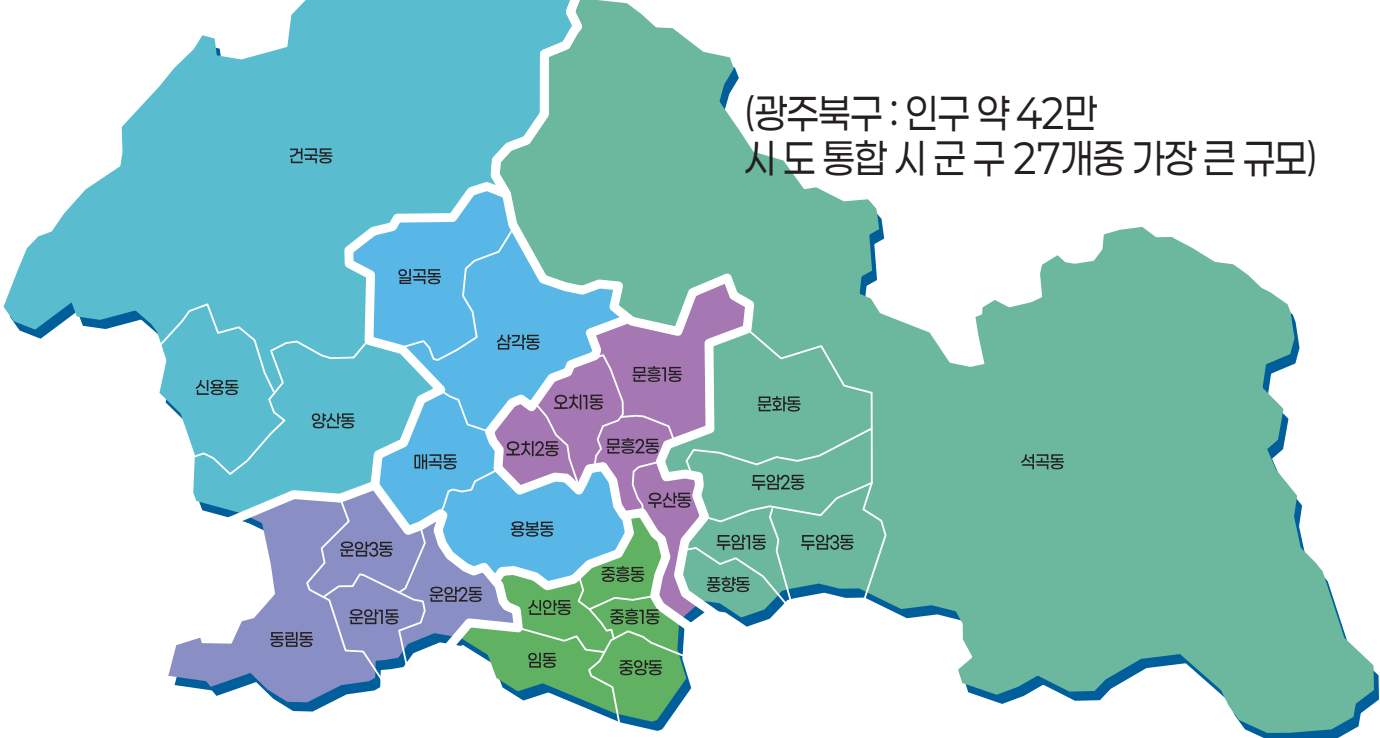 (광주북구 : 인구 약 42만
시 도 통합 시 군 구 27개중 가장 큰 규모)
건국동
일곡동
삼각동
문흥1동
신용동
오치1동
문화동
양산동
오치2동
문흥2동
매곡동
석곡동
두암2동
우산동
용봉동
두암1동
두암3동
운암3동
중흥동
풍향동
운암2동
신안동
운암1동
중흥1동
동림동
임동
중앙동